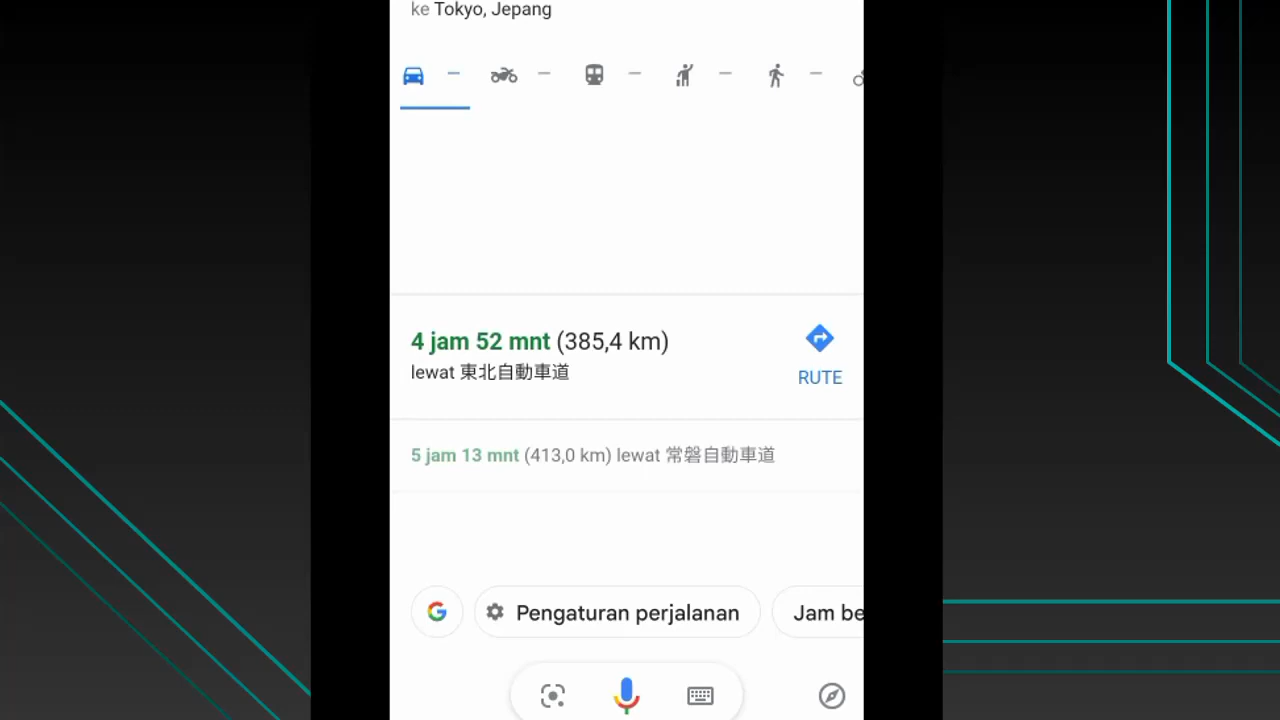 ke Tokyo, Jepang
4 jam 52 mnt (385,4 km)
lewat 東北自動車道
RUTE
5 jam 13 mnt (413,0 km) lewat 常磐自動車道
Pengaturan perjalanan
Jam be